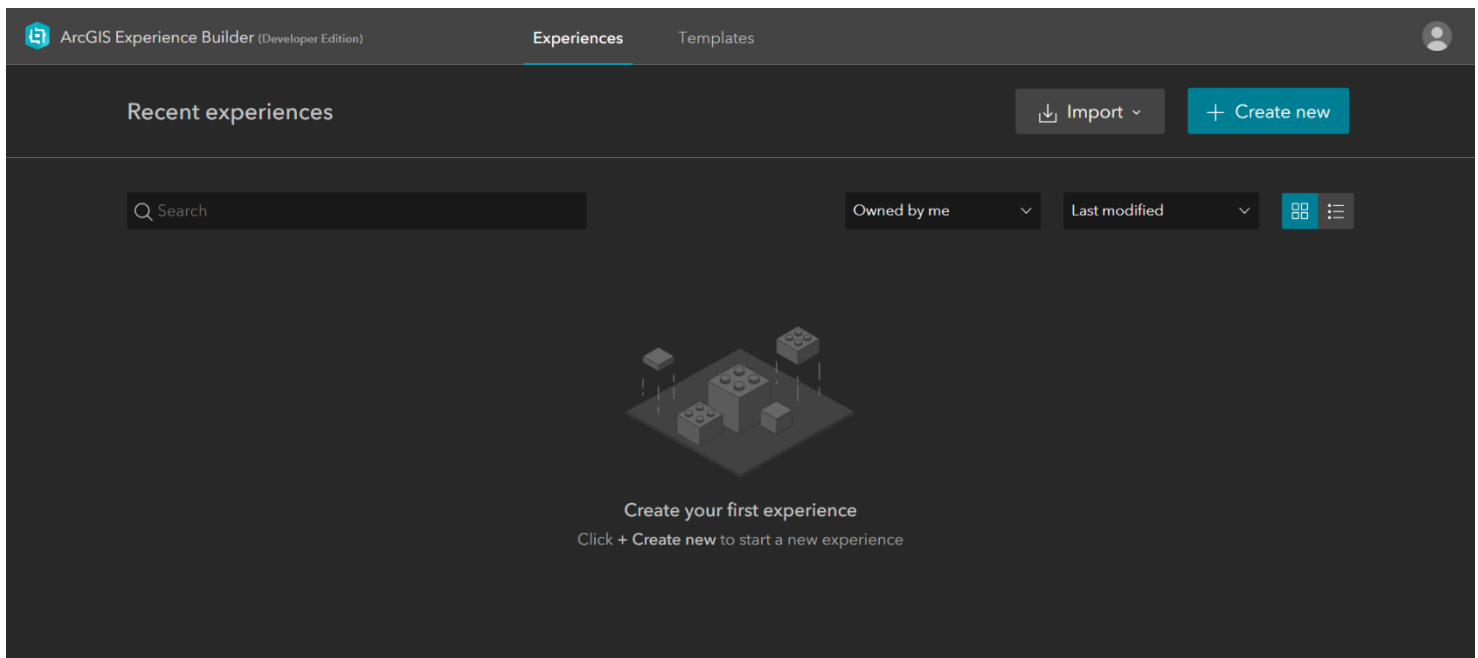 ArcGIS Experience Builder (Developer Edition)
Experiences
Templates
Recent experiences
Import
+ Create new
Search
Owned by me
Last modified
Create your first experience
Click + Create new to start a new experience